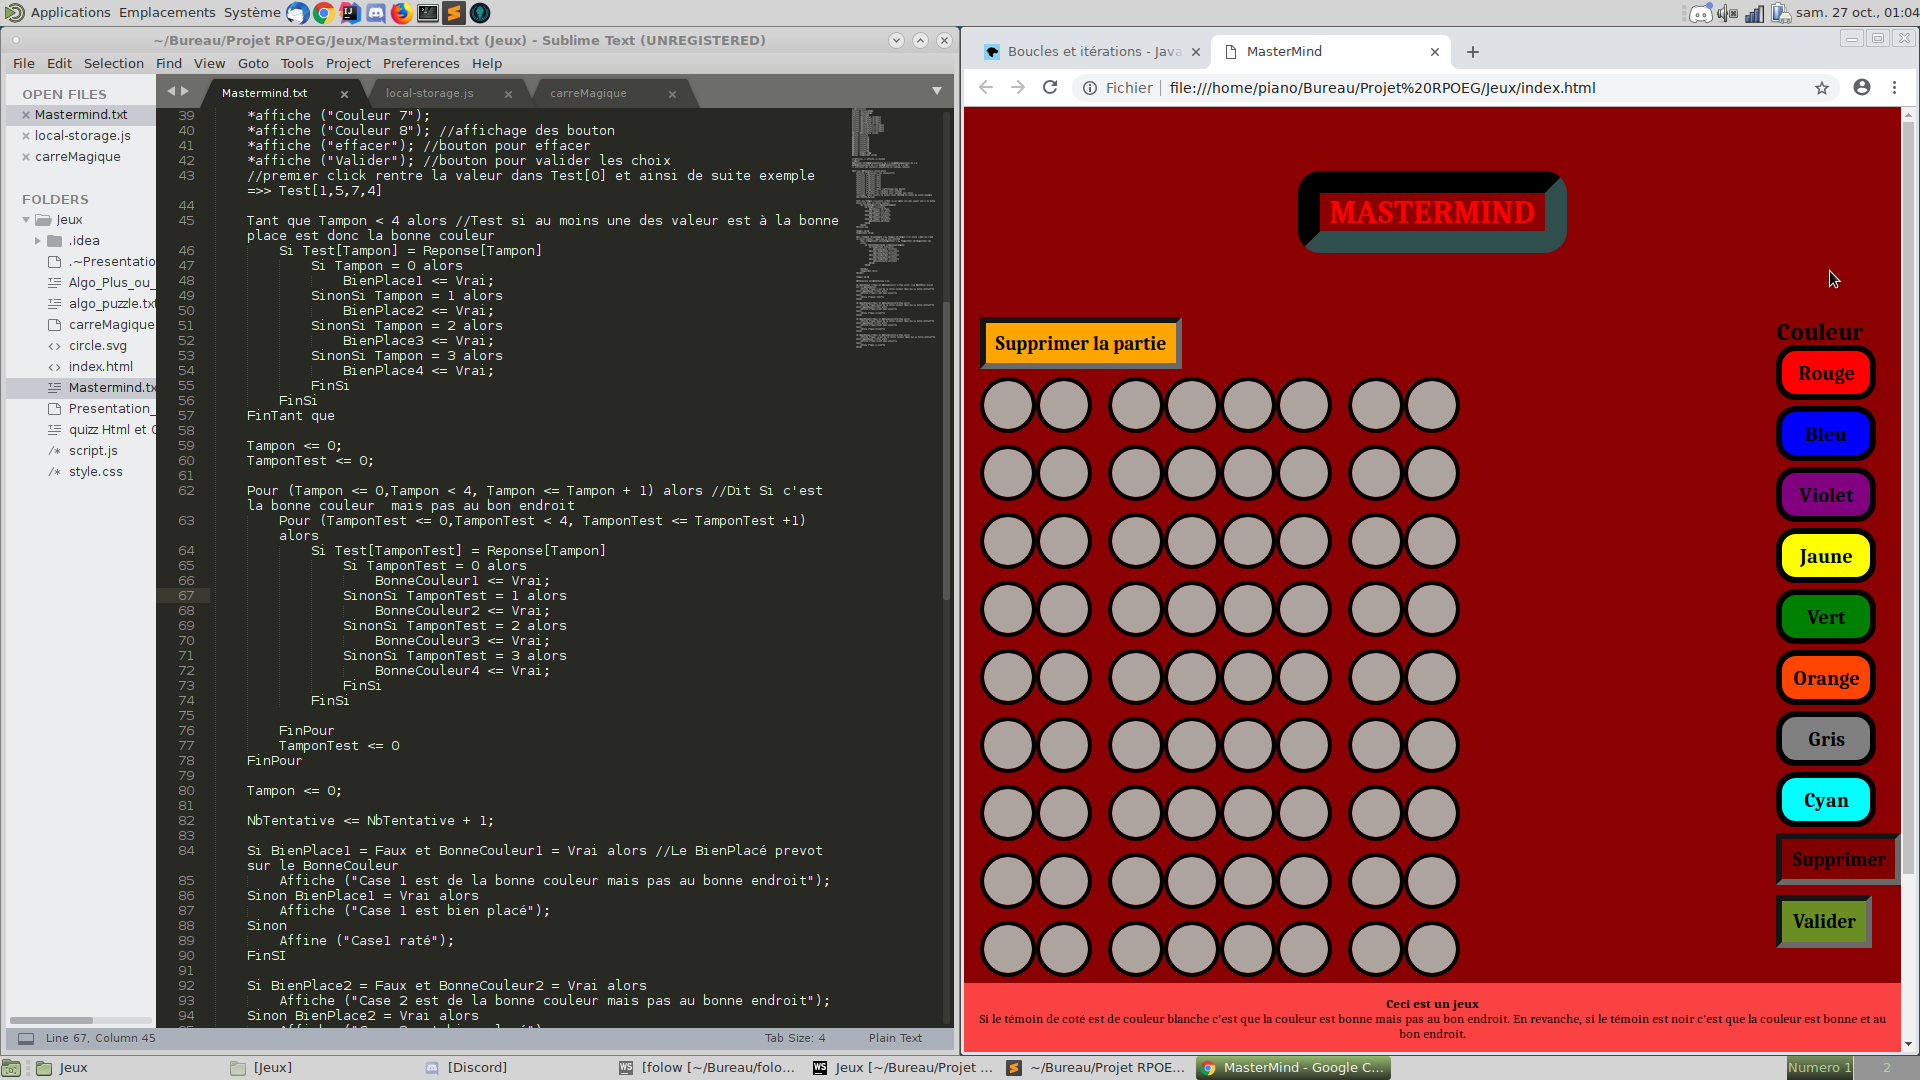 Applications Emplacements Système
sam. 27 oct., 01:04
~/Bureau/Projet RPOEG/Jeux/Mastermind.txt (Jeux) - Sublime Text (UNREGISTERED)
File Edit Selection Find View Goto Tools Project Preferences Help
OPEN FILES
Mastermind.txt
local-storage.js
carreMagique
FOLDERS
Jeux
.idea
.~Presentatio
Algo_Plus_ou_
algo_puzzle.txt
carreMagique
circle.svg
index.html
Mastermind.tx
Presentation_
quizz Html et C
script.js
style.css
Mastermind.txt local-storage.js carreMagique
39 *affiche ("Couleur 7");
40 *affiche ("Couleur 8"); //affichage des bouton
41 *affiche ("effacer"); //bouton pour effacer
42 *affiche ("Valider"); //bouton pour valider les choix
43 //premier click rentre la valeur dans Test[0] et ainsi de suite exemple
=>> Test[1,5,7,4]
44
45 Tant que Tampon < 4 alors //Test si au moins une des valeur est à la bonne
place est donc la bonne couleur
46 Si Test[Tampon] = Reponse[Tampon]
47 Si Tampon = 0 alors
48 BienPlace1 <= Vrai;
49 SinonSi Tampon = 1 alors
50 BienPlace2 <= Vrai;
51 SinonSi Tampon = 2 alors
52 BienPlace3 <= Vrai;
53 SinonSi Tampon = 3 alors
54 BienPlace4 <= Vrai;
55 FinSi
56 FinSi
57 FinTant que
58
59 Tampon <= 0;
60 TamponTest <= 0;
61
62 Pour (Tampon <= 0,Tampon < 4, Tampon <= Tampon + 1) alors //Dit Si c'est
la bonne couleur  mais pas au bon endroit
63 Pour (TamponTest <= 0,TamponTest < 4, TamponTest <= TamponTest +1)
alors
64 Si Test[TamponTest] = Reponse[Tampon]
65 Si TamponTest = 0 alors
66 BonneCouleur1 <= Vrai;
67 SinonSi TamponTest = 1 alors
68 BonneCouleur2 <= Vrai;
69 SinonSi TamponTest = 2 alors
70 BonneCouleur3 <= Vrai;
71 SinonSi TamponTest = 3 alors
72 BonneCouleur4 <= Vrai;
73 FinSi
74 FinSi
75
76 FinPour
77 TamponTest <= 0
78 FinPour
79
80 Tampon <= 0;
81
82 NbTentative <= NbTentative + 1;
83
84 Si BienPlace1 = Faux et BonneCouleur1 = Vrai alors //Le BienPlacé prevot
sur le BonneCouleur
85 Affiche ("Case 1 est de la bonne couleur mais pas au bonne endroit");
86 Sinon BienPlace1 = Vrai alors
87 Affiche ("Case 1 est bien placé");
88 Sinon
89 Affine ("Case1 raté");
90 FinSI
91
92 Si BienPlace2 = Faux et BonneCouleur2 = Vrai alors
93 Affiche ("Case 2 est de la bonne couleur mais pas au bonne endroit");
94 Sinon BienPlace2 = Vrai alors
Line 67, Column 45
Tab Size: 4
Plain Text
Boucles et itérations - Java
MasterMind
Fichier
file:///home/piano/Bureau/Projet%20RPOEG/Jeux/index.html
MASTERMIND
Supprimer la partie
Couleur
Rouge
Bleu
Violet
Jaune
Vert
Orange
Gris
Cyan
Supprimer
Valider
Ceci est un jeux
Si le témoin de coté est de couleur blanche c'est que la couleur est bonne mais pas au bon endroit. En revanche, si le témoin est noir c'est que la couleur est bonne et au
bon endroit.
Jeux
[Jeux]
[Discord]
[folow [~/Bureau/folo...
Jeux [~/Bureau/Projet ...
~/Bureau/Projet RPOE...
MasterMind - Google C...
Numero 1
2